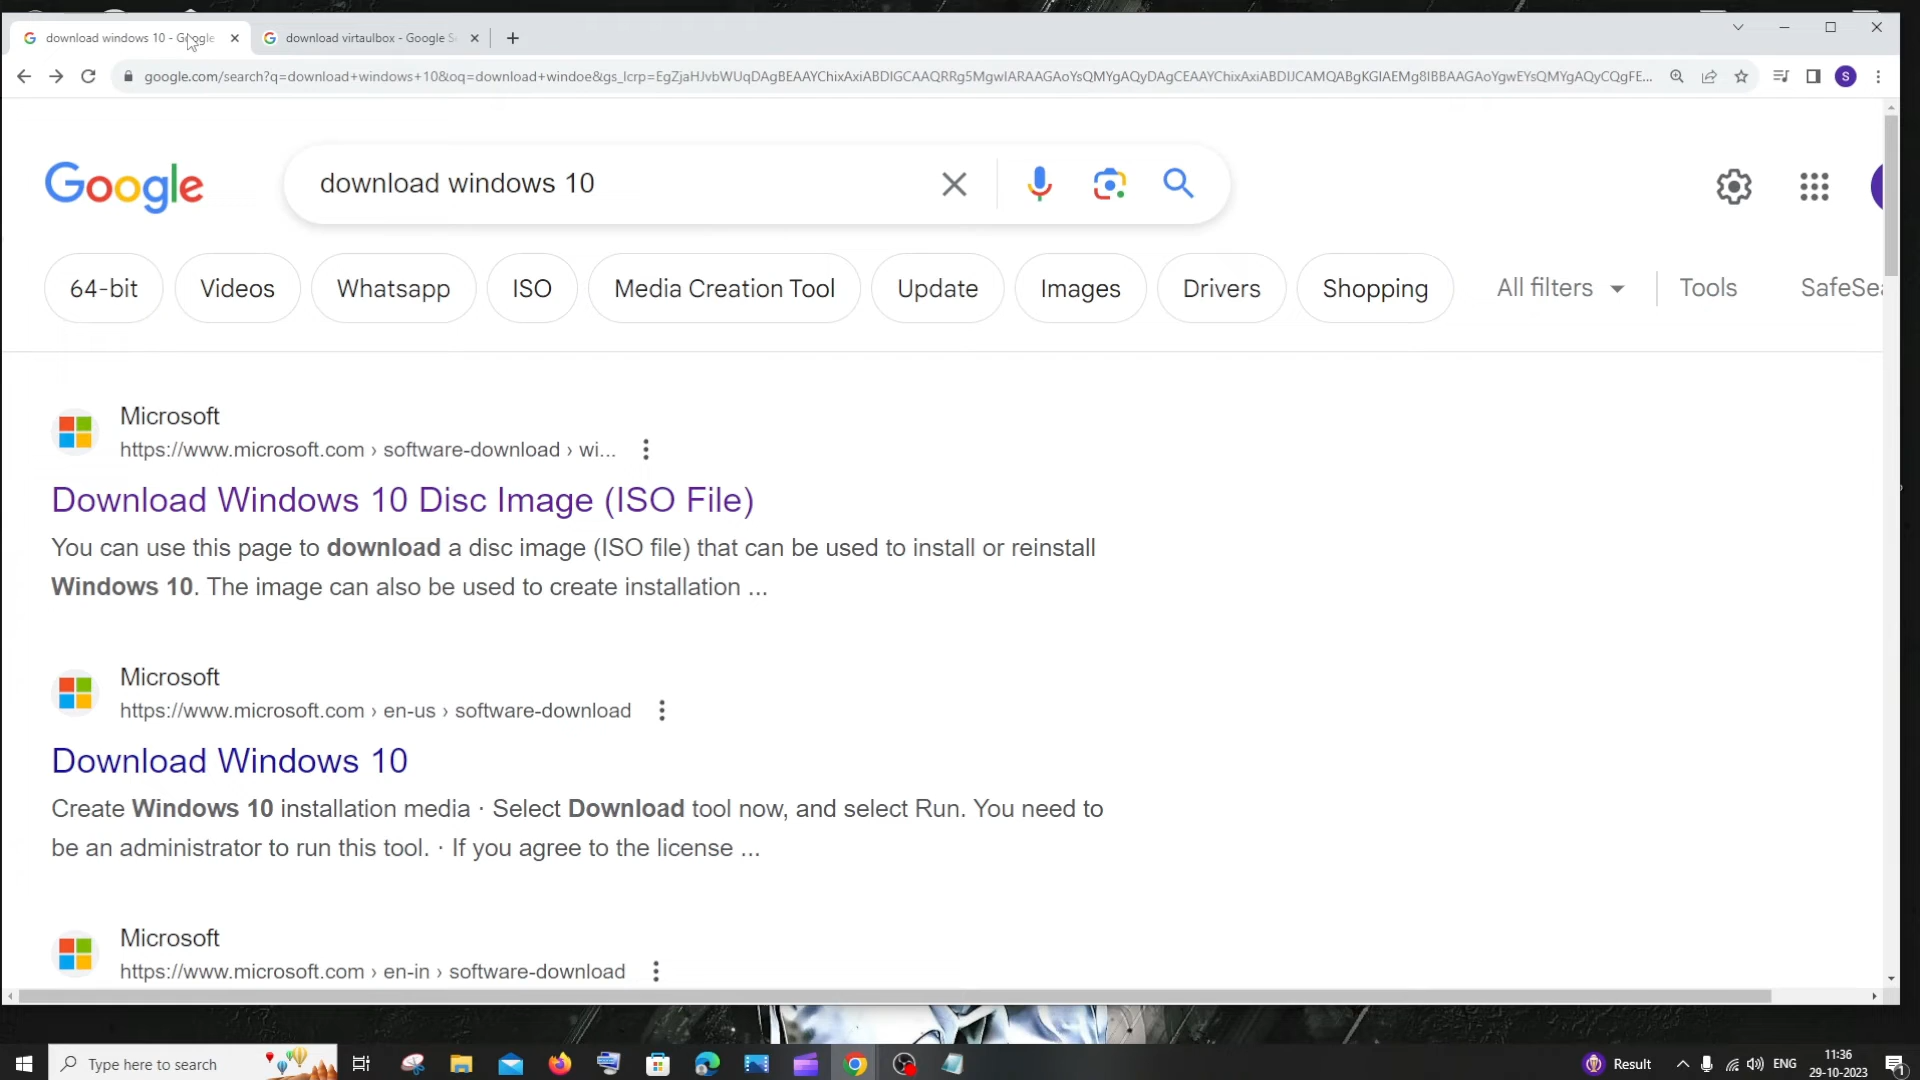 download windows 10 - Google
download virtaulbox - Google S
google.com/search?q=download+windows+10&oq=download+windoe&gs_lcrp=EgZjaHJvbWUqDAgBEAAYChixAxiABDIGCAAQRRg5MgwIARAAGAoYsQMYgAQyDAgCEAAYChixAxiABDIJCAMQABgKGIAEMg8IBBAAGAoYgwEYsQMYgAQyCQgFE...
S
Google
download windows 10
64-bit
Videos
Whatsapp
ISO
Media Creation Tool
Update
Images
Drivers
Shopping
All filters
Tools
SafeSea
Microsoft
https://www.microsoft.com › software-download › wi...
Download Windows 10 Disc Image (ISO File)
You can use this page to download a disc image (ISO file) that can be used to install or reinstall
Windows 10. The image can also be used to create installation ...
Microsoft
https://www.microsoft.com › en-us › software-download
Download Windows 10
Create Windows 10 installation media · Select Download tool now, and select Run. You need to
be an administrator to run this tool. · If you agree to the license ...
Microsoft
https://www.microsoft.com › en-in › software-download
Type here to search
Result
ENG
11:36
29-10-2023
1